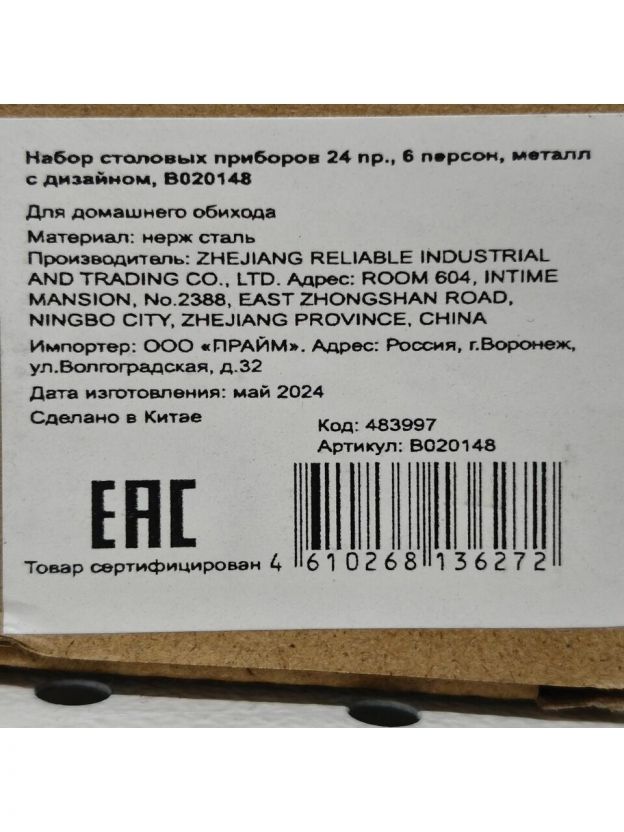 Набор столовых приборов 24 пр., 6 персон, металл
с дизайном, B020148
Для домашнего обихода
Материал: нерж сталь
Производитель: ZHEJIANG RELIABLE INDUSTRIAL
AND TRADING CO., LTD. Адрес: ROOM 604, INTIME
MANSION, No.2388, EAST ZHONGSHAN ROAD,
NINGBO CITY, ZHEJIANG PROVINCE, CHINA
Импортер: ООО «ПРАЙМ». Адрес: Россия, г.Воронеж,
ул.Волгоградская, д.32
Дата изготовления: май 2024
Сделано в Китае
Код: 483997
Артикул: B020148
EAC
Товар сертифицирован
4 610268 136272